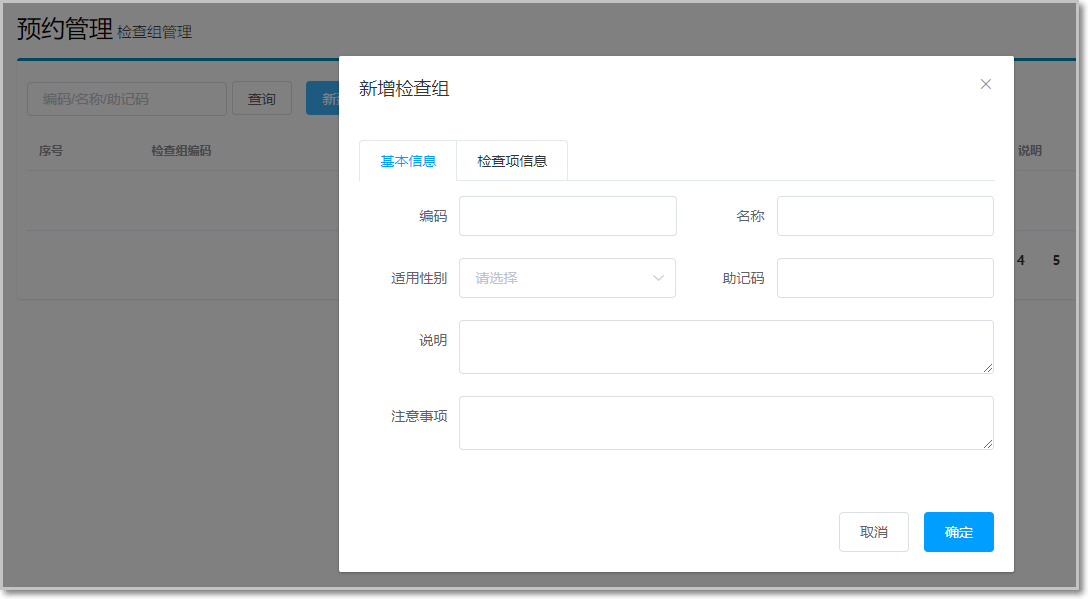 预约管理 检查组管理
新增检查组
编码/名称/助记码 查询
序号 检查组编码 说明
基本信息 检查项信息
编码 名称
4 5
适用性别 请选择 助记码
说明
注意事项
取消 确定